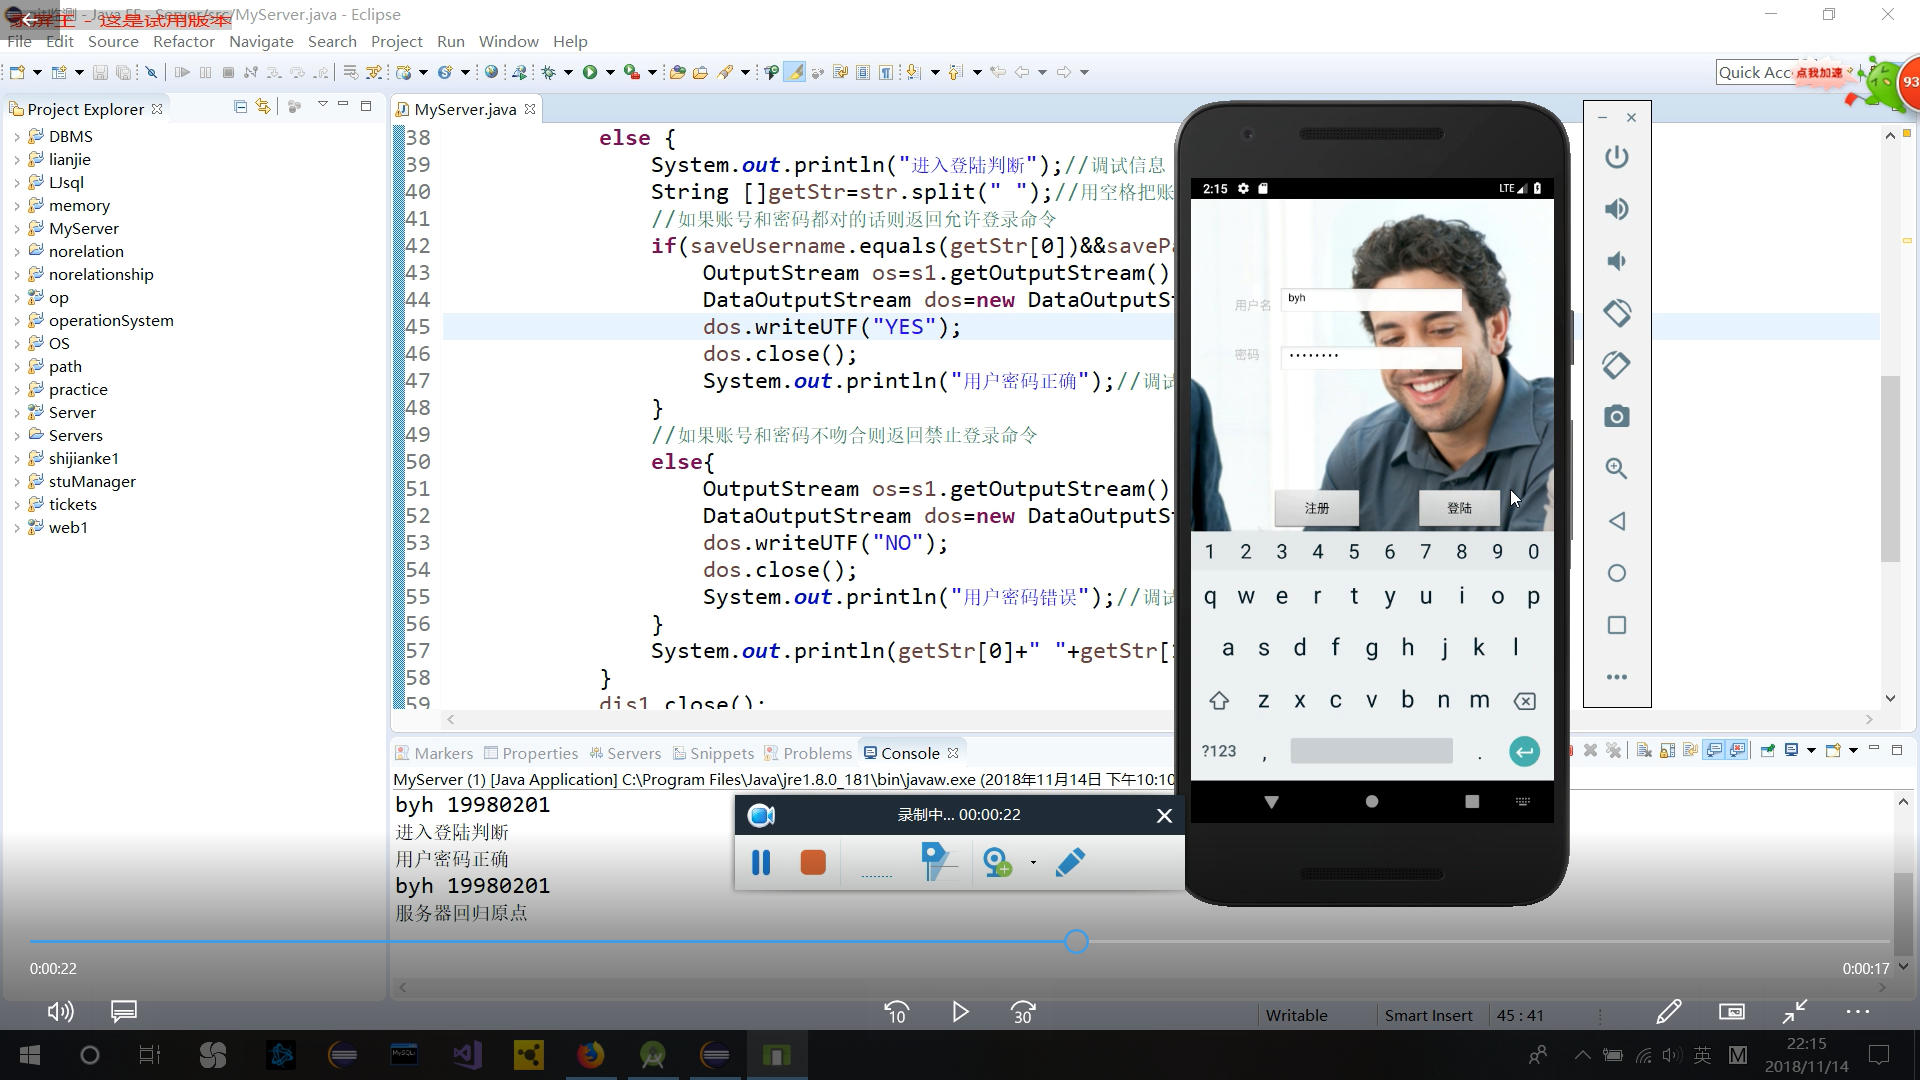 录屏王 - 这是试用版本
Java EE - Server/src/MyServer.java - Eclipse
File Edit Source Refactor Navigate Search Project Run Window Help
Quick Acc
点我加速
93
Project Explorer
MyServer.java
DBMS
lianjie
LJsql
memory
MyServer
norelation
norelationship
op
operationSystem
OS
path
practice
Server
Servers
shijianke1
stuManager
tickets
web1
38 else {
39 System.out.println("进入登陆判断");//调试信息
40 String []getStr=str.split(" ");//用空格把账
41 //如果账号和密码都对的话则返回允许登录命令
42 if(saveUsername.equals(getStr[0])&&saveP
43 OutputStream os=s1.getOutputStream()
44 DataOutputStream dos=new DataOutputSt
45 dos.writeUTF("YES");
46 dos.close();
47 System.out.println("用户密码正确");//调试
48 }
49 //如果账号和密码不吻合则返回禁止登录命令
50 else{
51 OutputStream os=s1.getOutputStream()
52 DataOutputStream dos=new DataOutputSt
53 dos.writeUTF("NO");
54 dos.close();
55 System.out.println("用户密码错误");//调试
56 }
57 System.out.println(getStr[0]+" "+getStr[
58 }
59 dis1.close();
2:15 LTE
用户名 byh
密码 ••••••••
注册 登陆
1 2 3 4 5 6 7 8 9 0
q w e r t y u i o p
a s d f g h j k l
z x c v b n m
?123 , .
Markers Properties Servers Snippets Problems Console
MyServer (1) [Java Application] C:\Program Files\Java\jre1.8.0_181\bin\javaw.exe (2018年11月14日 下午10:10
byh 19980201
进入登陆判断
用户密码正确
byh 19980201
服务器回归原点
录制中... 00:00:22
0:00:22
0:00:17
10
30
Writable Smart Insert 45 : 41
MySQL
英
M
22:15
2018/11/14